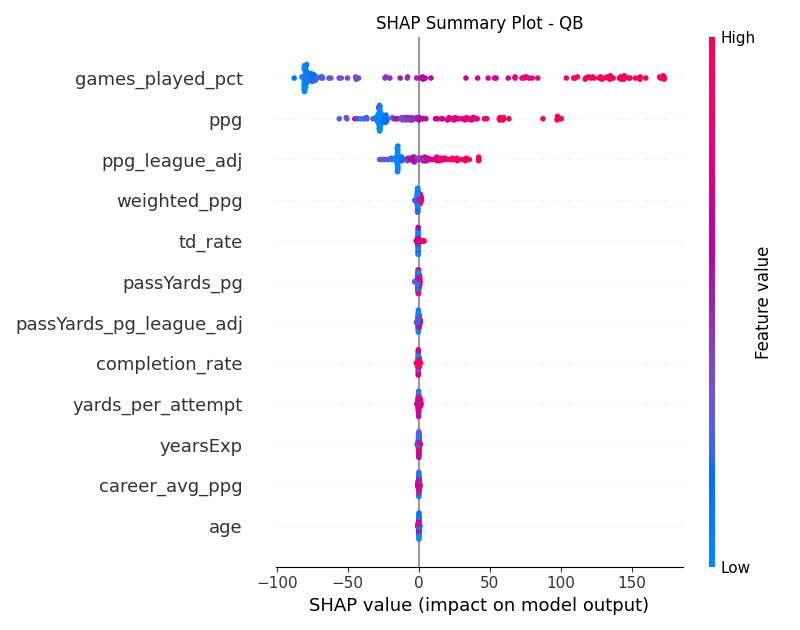 SHAP Summary Plot - QB
High
games_played_pct
ppg
ppg_league_adj
weighted_ppg
td_rate
passYards_pg
passYards_pg_league_adj
completion_rate
yards_per_attempt
yearsExp
career_avg_ppg
age
Feature value
Low
−100 −50 0 50 100 150
SHAP value (impact on model output)